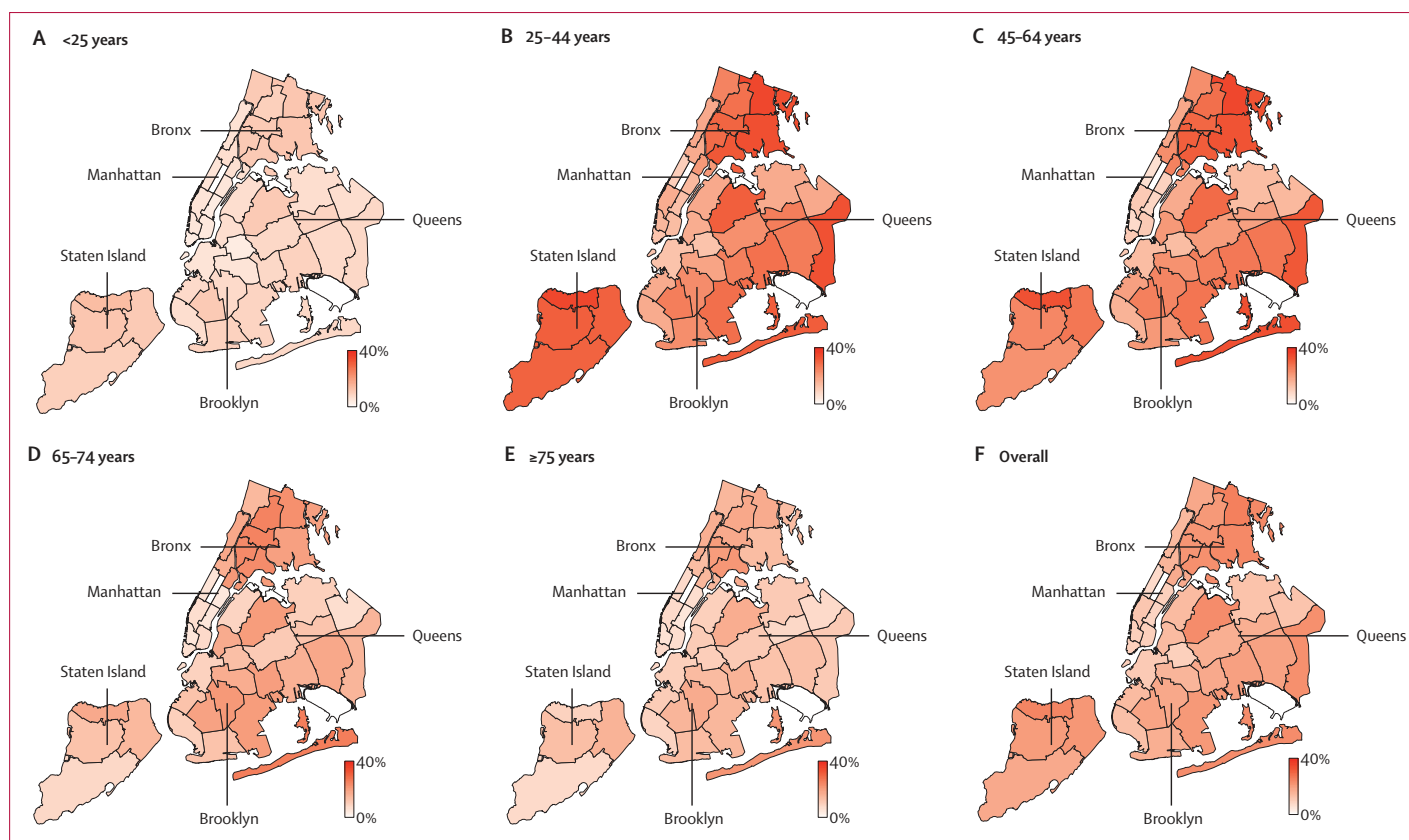 A <25 years
Bronx
Manhattan
Queens
Staten Island
40%
0%
Brooklyn
B 25–44 years
Bronx
Manhattan
Queens
Staten Island
40%
0%
Brooklyn
C 45–64 years
Bronx
Manhattan
Queens
Staten Island
40%
0%
Brooklyn
D 65–74 years
Bronx
Manhattan
Queens
Staten Island
40%
0%
Brooklyn
E ≥75 years
Bronx
Manhattan
Queens
Staten Island
40%
0%
Brooklyn
F Overall
Bronx
Manhattan
Queens
Staten Island
40%
0%
Brooklyn